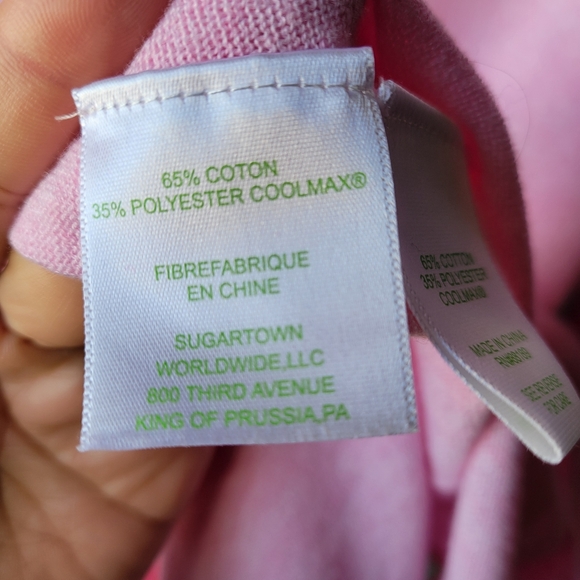 65% COTON
35% POLYESTER COOLMAX®
FIBREFABRIQUE
EN CHINE
SUGARTOWN
WORLDWIDE,LLC
800 THIRD AVENUE
KING OF PRUSSIA,PA
65% COTTON
35% POLYESTER
COOLMAX®
MADE IN CHINA